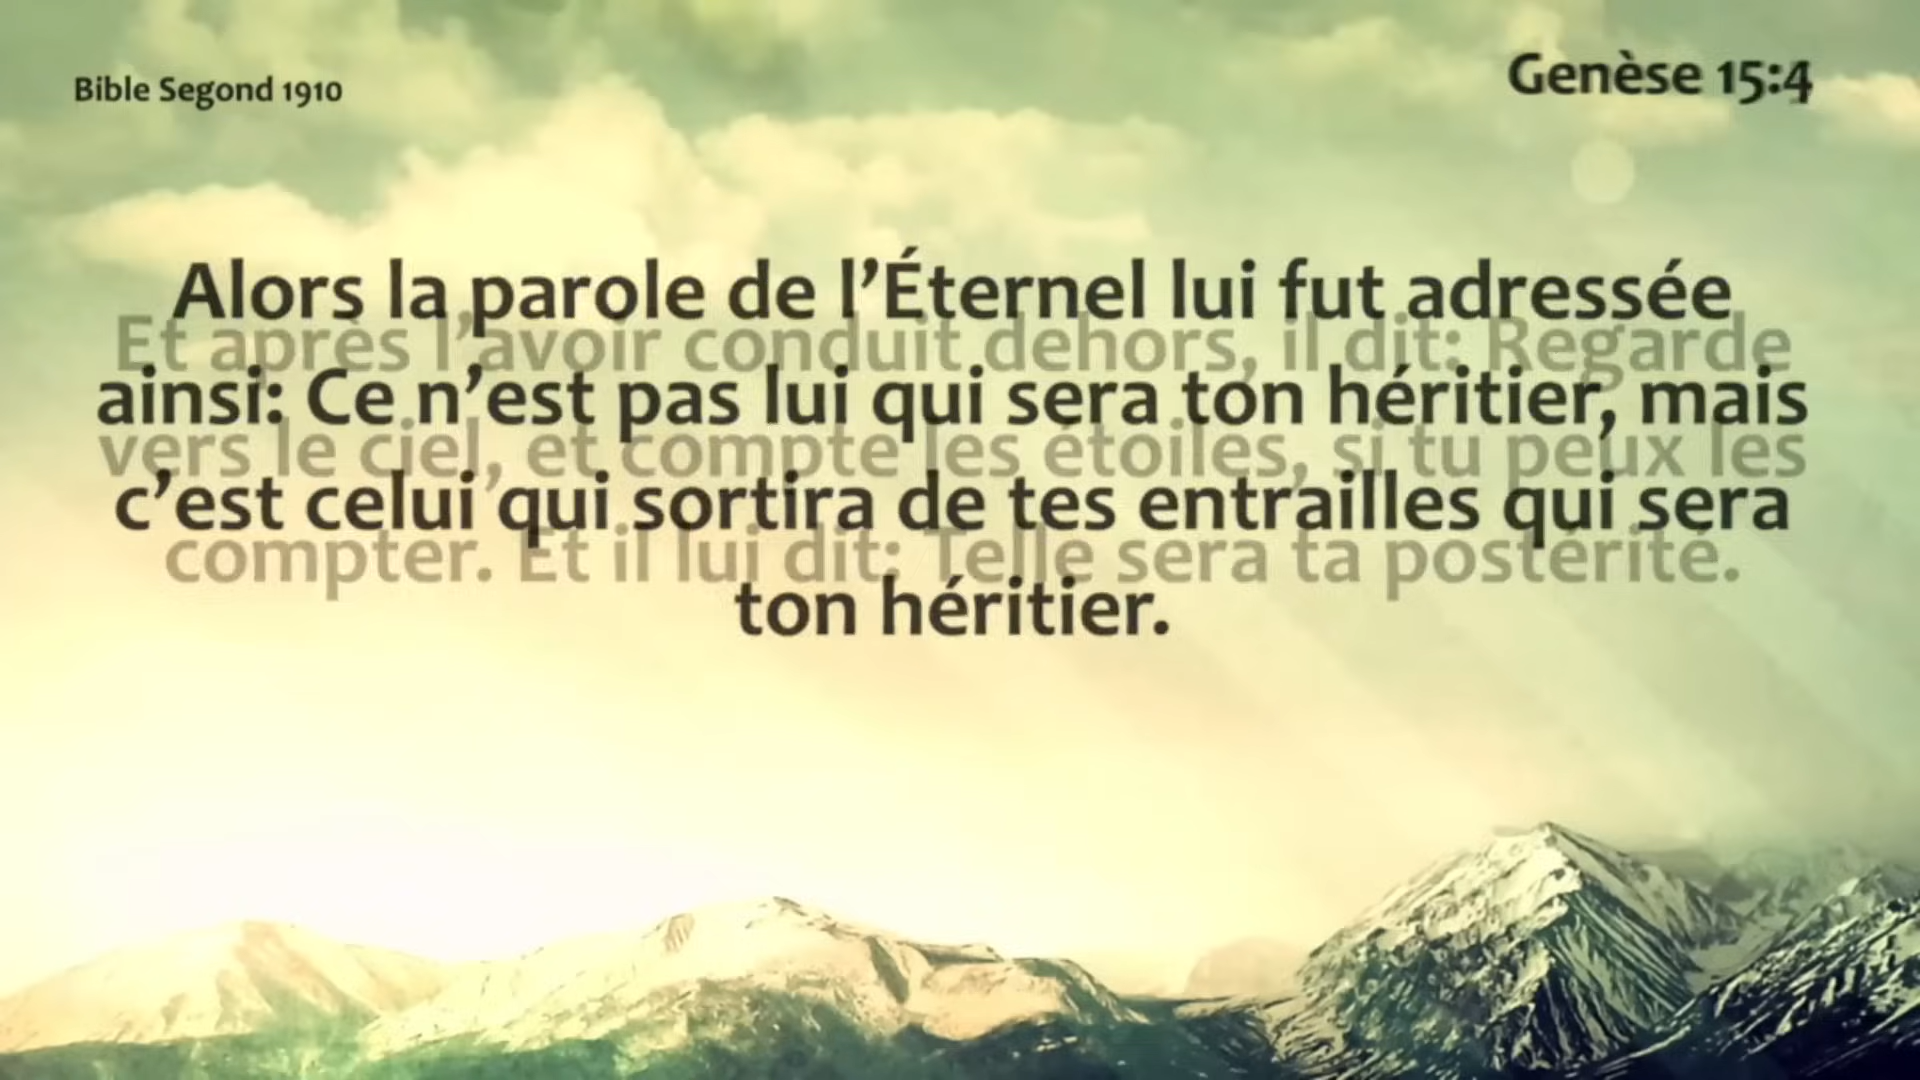 Bible Segond 1910
Genèse 15:4
Alors la parole de l’Éternel lui fut adressée
ainsi: Ce n’est pas lui qui sera ton héritier, mais
c’est celui qui sortira de tes entrailles qui sera
ton héritier.
Et après l’avoir conduit dehors, il dit: Regarde
vers le ciel, et compte les étoiles, si tu peux les
compter. Et il lui dit: Telle sera ta postérité.